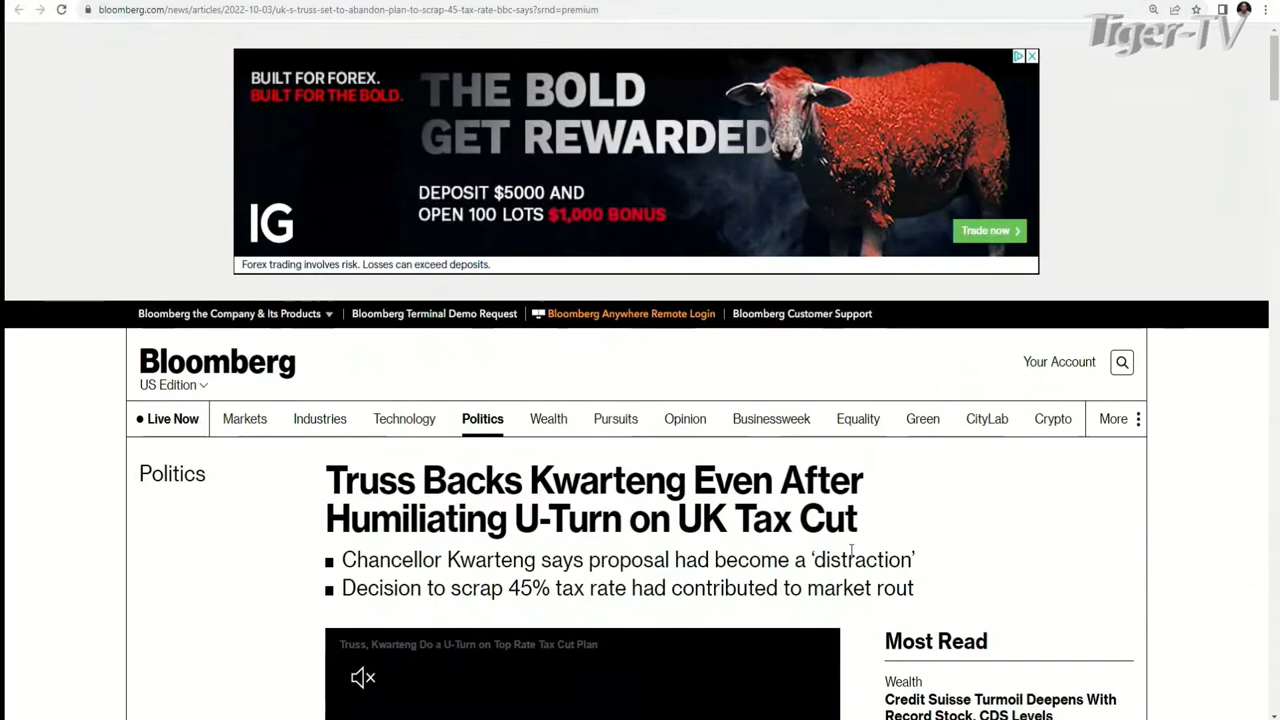 bloomberg.com/news/articles/2022-10-03/uk-s-truss-set-to-abandon-plan-to-scrap-45-tax-rate-bbc-says?srnd=premium
Tiger-TV
BUILT FOR FOREX.
BUILT FOR THE BOLD.
THE BOLD
GET REWARDED
DEPOSIT $5000 AND
OPEN 100 LOTS $1,000 BONUS
IG
Trade now
Forex trading involves risk. Losses can exceed deposits.
Bloomberg the Company & Its Products Bloomberg Terminal Demo Request Bloomberg Anywhere Remote Login Bloomberg Customer Support
Bloomberg
US Edition
Your Account
Live Now Markets Industries Technology Politics Wealth Pursuits Opinion Businessweek Equality Green CityLab Crypto More
Politics
Truss Backs Kwarteng Even After
Humiliating U-Turn on UK Tax Cut
Chancellor Kwarteng says proposal had become a ‘distraction’
Decision to scrap 45% tax rate had contributed to market rout
Truss, Kwarteng Do a U-Turn on Top Rate Tax Cut Plan
Most Read
Wealth
Credit Suisse Turmoil Deepens With
Record Stock, CDS Levels